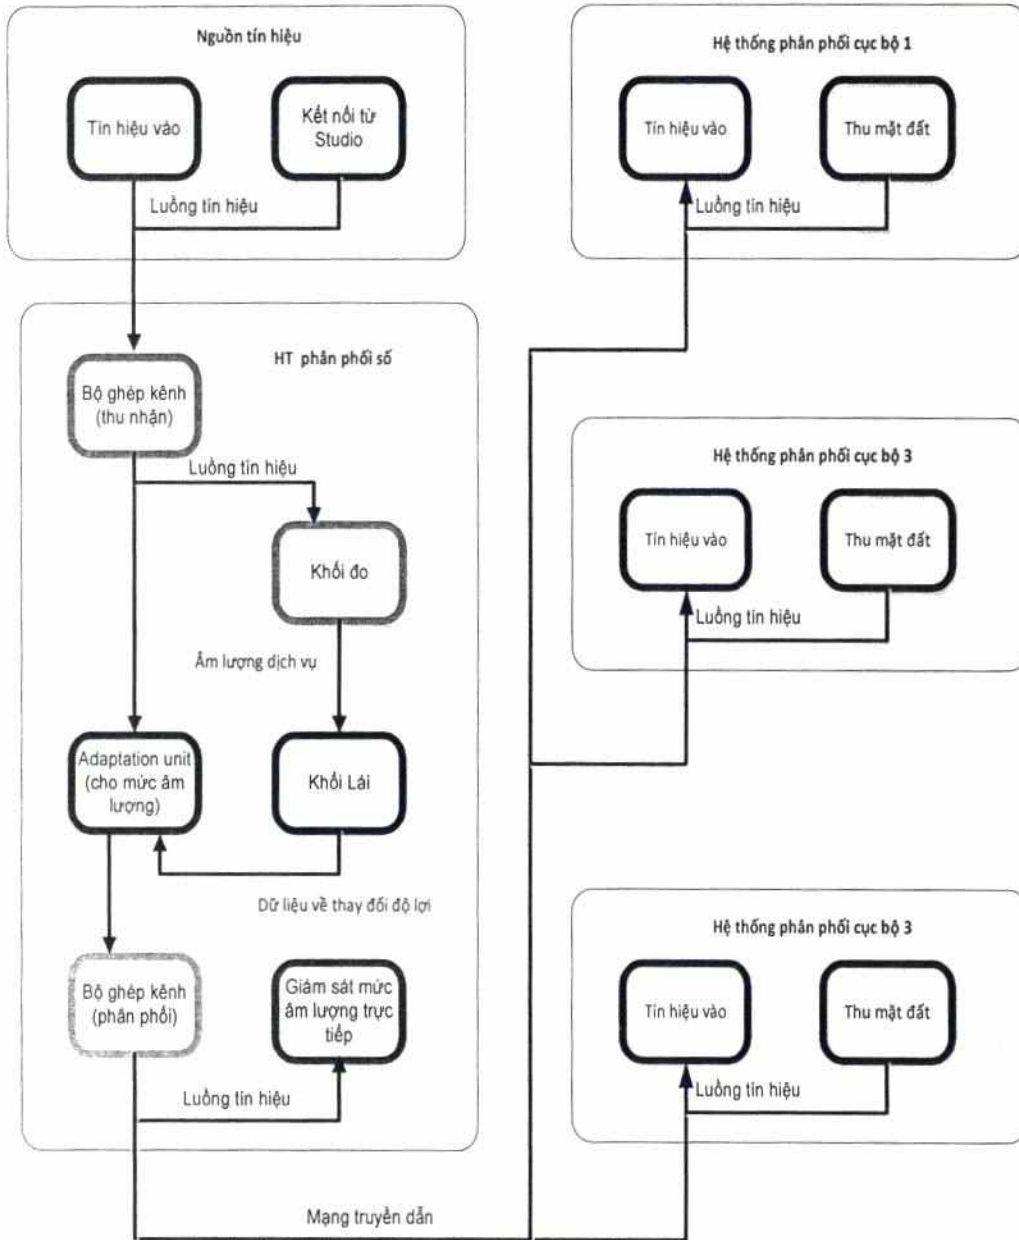 Nguồn tín hiệu
Tín hiệu vào
Kết nối từ
Studio
Luồng tín hiệu
HT phân phối số
Bộ ghép kênh
(thu nhận)
Luồng tín hiệu
Khối đo
Âm lượng dịch vụ
Adaptation unit
(cho mức âm
lượng)
Khối Lái
Dữ liệu về thay đổi độ lợi
Bộ ghép kênh
(phân phối)
Giám sát mức
âm lượng trực
tiếp
Luồng tín hiệu
Mạng truyền dẫn
Hệ thống phân phối cục bộ 1
Tín hiệu vào
Thu mặt đất
Luồng tín hiệu
Hệ thống phân phối cục bộ 3
Tín hiệu vào
Thu mặt đất
Luồng tín hiệu
Hệ thống phân phối cục bộ 3
Tín hiệu vào
Thu mặt đất
Luồng tín hiệu